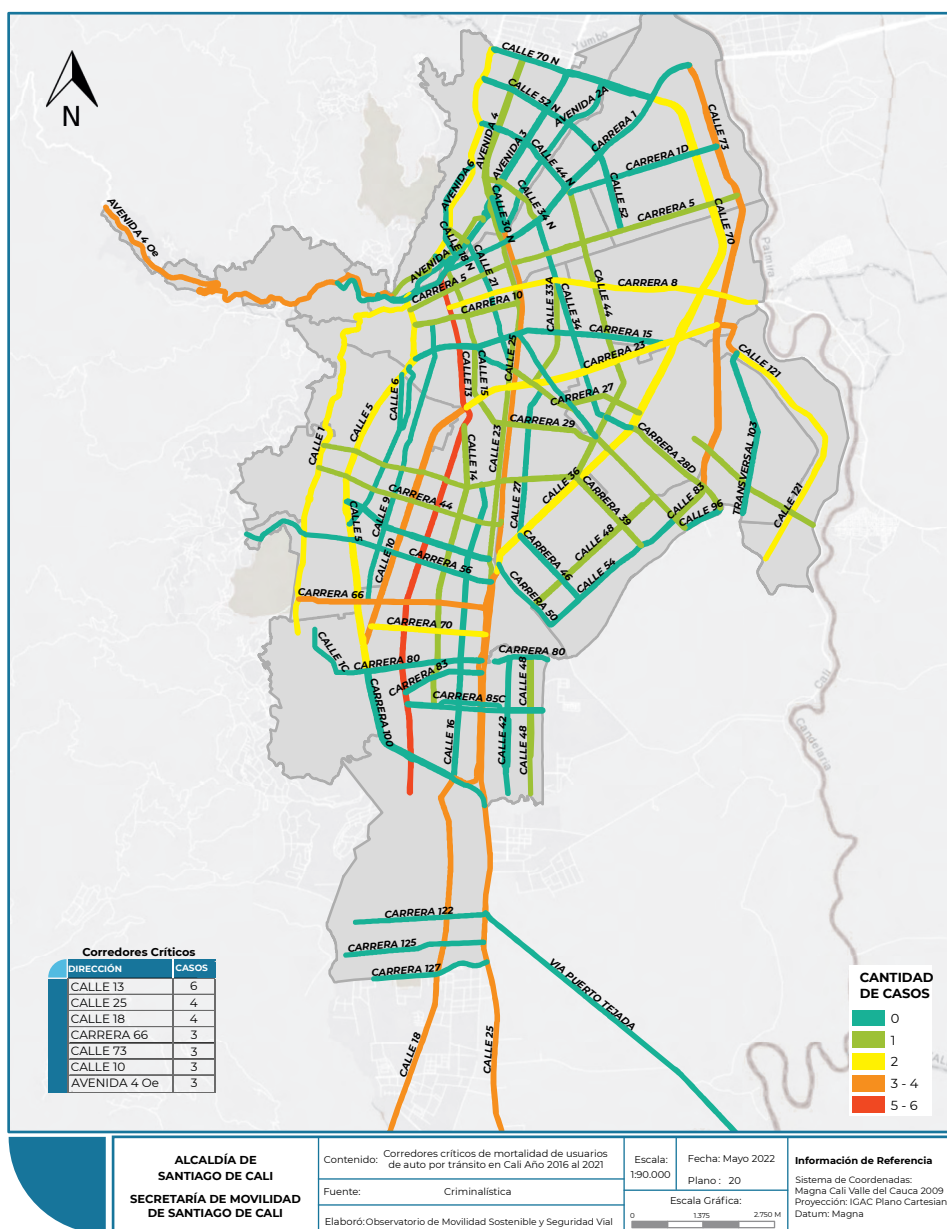 N
Yumbo
CALLE 70 N
CALLE 52 N
AVENIDA 2A
AVENIDA 4
AVENIDA 3
CARRERA 1
CALLE 73
CALLE 44 N
CARRERA 1D
AVENIDA 6
CALLE 34 N
CALLE 52
CARRERA 5
CALLE 70
CALLE 30 N
Palmira
AVENIDA 4 Oe
CALLE 18 N
CALLE 21
AVENIDA
CARRERA 5
CARRERA 8
CALLE 33A
CALLE 34
CALLE 44
CARRERA 10
CARRERA 15
CALLE 25
CARRERA 23
CALLE 13
CALLE 15
CALLE 121
CALLE 6
CALLE 5
CARRERA 27
CALLE 1
CARRERA 29
CALLE 23
CARRERA 28D
TRANSVERSAL 103
CALLE 14
CALLE 36
CALLE 27
CARRERA 44
CARRERA 39
CALLE 83
CALLE 96
CALLE 121
CALLE 9
CALLE 5
CALLE 48
CALLE 10
CARRERA 56
CARRERA 46
CALLE 54
CARRERA 66
CARRERA 50
CARRERA 70
CALLE 1C
CARRERA 80
CARRERA 80
CARRERA 83
CALLE 48
Cali
CARRERA 85C
CARRERA 100
CALLE 16
CALLE 42
CALLE 48
Candelaria
CARRERA 122
CARRERA 125
CARRERA 127
VIA PUERTO TEJADA
CALLE 18
CALLE 25
Corredores Críticos
DIRECCIÓN CASOS
CALLE 13 6
CALLE 25 4
CALLE 18 4
CARRERA 66 3
CALLE 73 3
CALLE 10 3
AVENIDA 4 Oe 3
CANTIDAD
DE CASOS
0
1
2
3 - 4
5 - 6
ALCALDÍA DE
SANTIAGO DE CALI
SECRETARÍA DE MOVILIDAD
DE SANTIAGO DE CALI
Contenido: Corredores críticos de mortalidad de usuarios
de auto por tránsito en Cali Año 2016 al 2021
Fuente: Criminalística
Elaboró:Observatorio de Movilidad Sostenible y Seguridad Vial
Escala:
1:90.000
Fecha: Mayo 2022
Plano : 20
Escala Gráfica:
0 1.375 2.750 M
Información de Referencia
Sistema de Coordenadas:
Magna Cali Valle del Cauca 2009
Proyección: IGAC Plano Cartesian
Datum: Magna